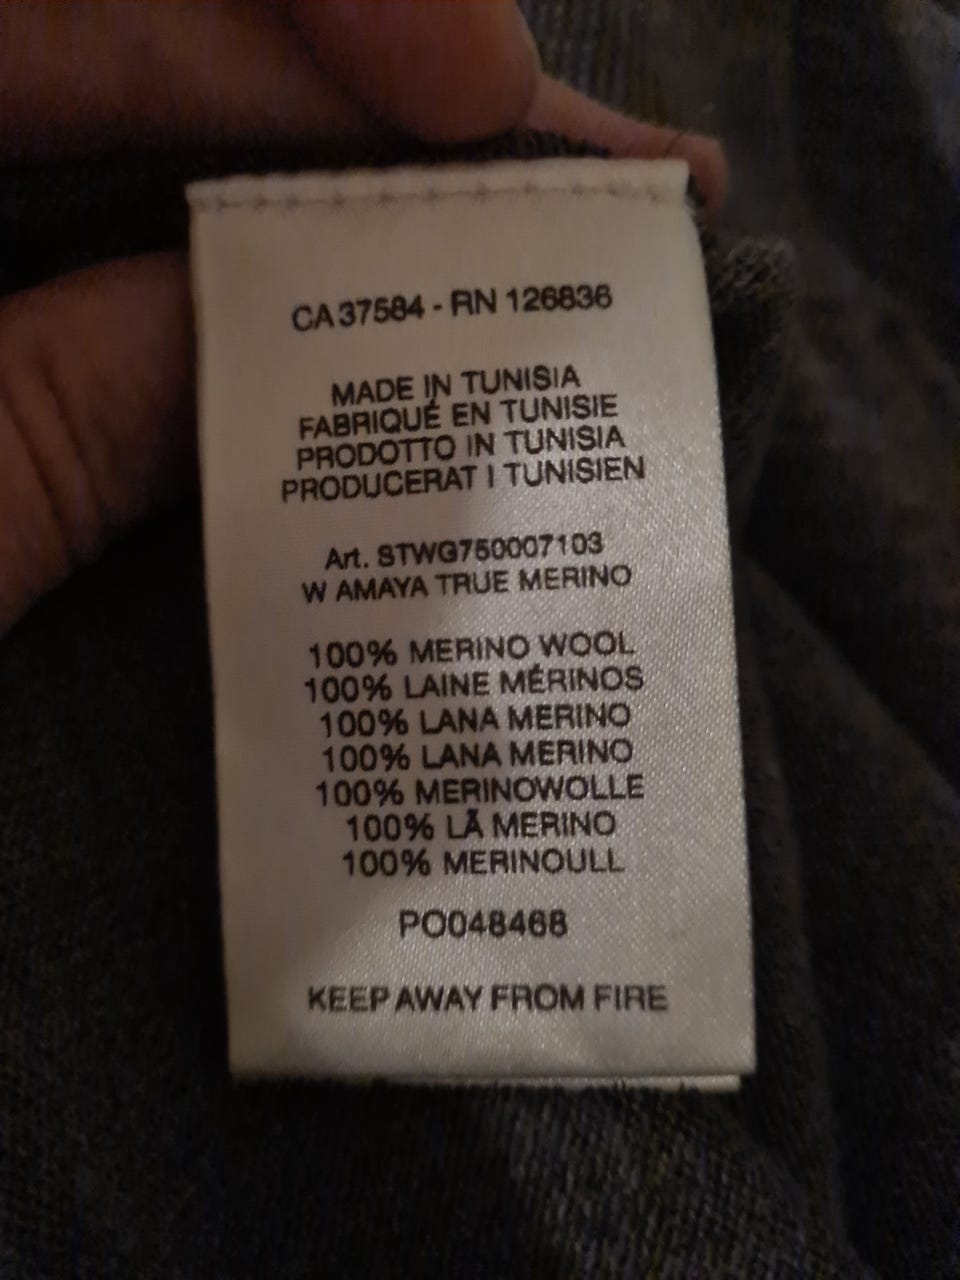 CA 37584 - RN 126836
MADE IN TUNISIA
FABRIQUÉ EN TUNISIE
PRODOTTO IN TUNISIA
PRODUCERAT I TUNISIEN
Art. STWG750007103
W AMAYA TRUE MERINO
100% MERINO WOOL
100% LAINE MÉRINOS
100% LANA MERINO
100% LANA MERINO
100% MERINOWOLLE
100% LÃ MERINO
100% MERINOULL
PO048468
KEEP AWAY FROM FIRE